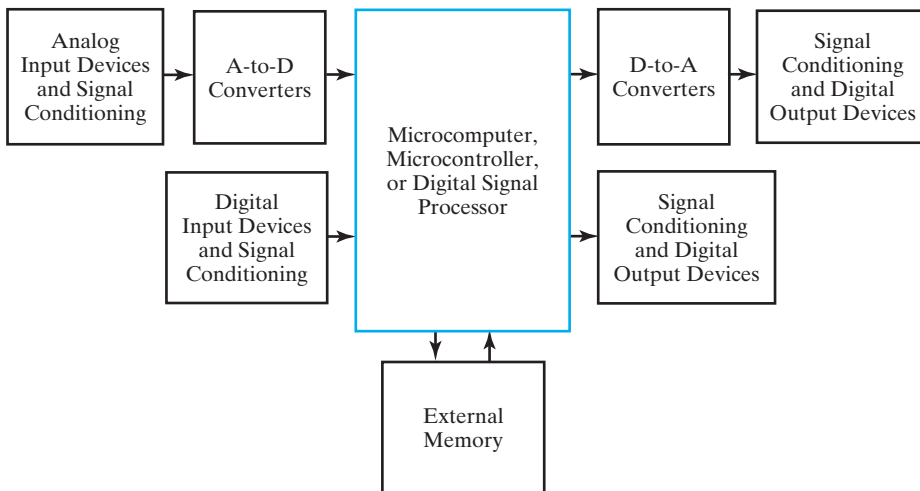 Analog
Input Devices
and Signal
Conditioning
A-to-D
Converters
Microcomputer,
Microcontroller,
or Digital Signal
Processor
D-to-A
Converters
Signal
Conditioning
and Digital
Output Devices
Digital
Input Devices
and Signal
Conditioning
Signal
Conditioning
and Digital
Output Devices
External
Memory